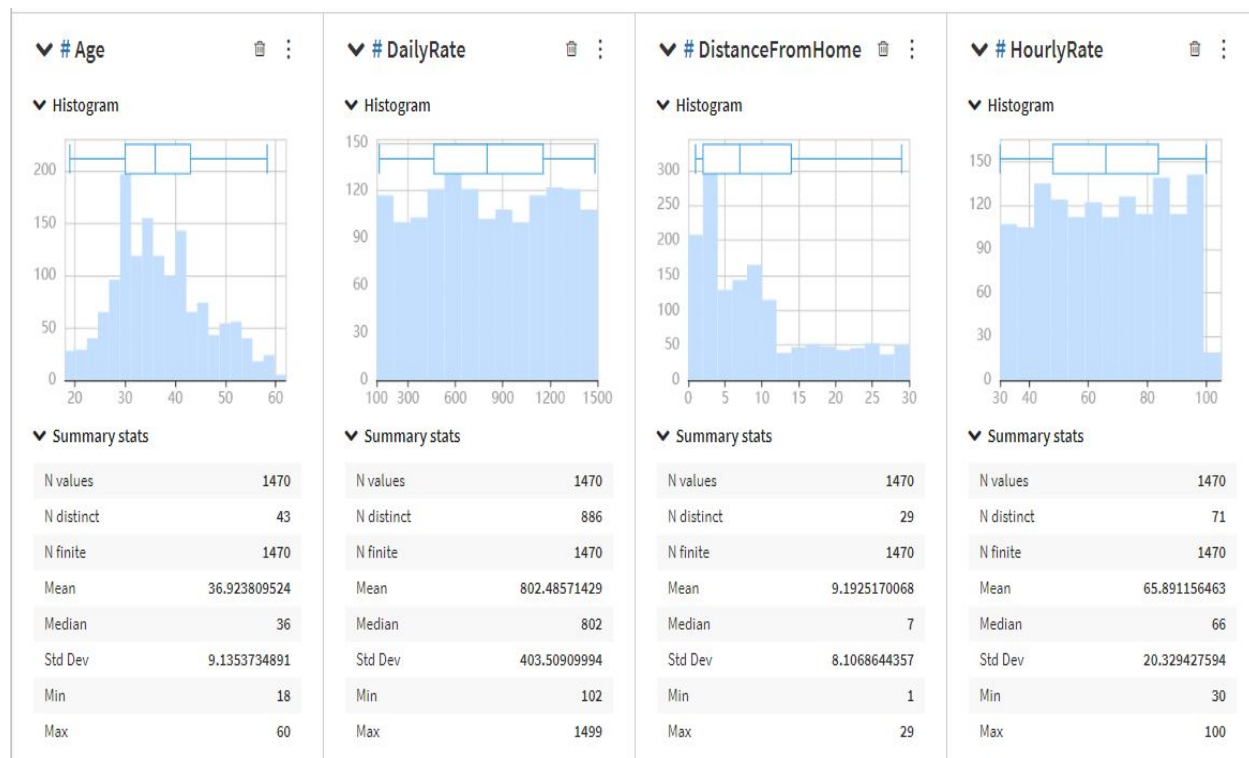 # Age
Histogram
200
150
100
50
0
20 30 40 50 60
Summary stats
N values 1470
N distinct 43
N finite 1470
Mean 36.923809524
Median 36
Std Dev 9.1353734891
Min 18
Max 60
# DailyRate
Histogram
150
120
90
60
30
0
100 300 600 900 1200 1500
Summary stats
N values 1470
N distinct 886
N finite 1470
Mean 802.48571429
Median 802
Std Dev 403.50909994
Min 102
Max 1499
# DistanceFromHome
Histogram
300
250
200
150
100
50
0
0 5 10 15 20 25 30
Summary stats
N values 1470
N distinct 29
N finite 1470
Mean 9.1925170068
Median 7
Std Dev 8.1068644357
Min 1
Max 29
# HourlyRate
Histogram
150
120
90
60
30
0
30 40 60 80 100
Summary stats
N values 1470
N distinct 71
N finite 1470
Mean 65.891156463
Median 66
Std Dev 20.329427594
Min 30
Max 100